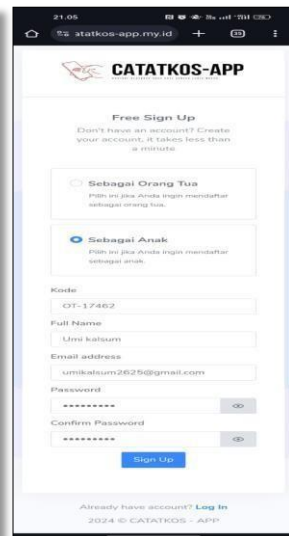 21.05
atatkos-app.my.id
CATATKOS-APP
Free Sign Up
Don't have an account? Create
your account, it takes less than
a minute
Sebagai Orang Tua
Pilih ini jika Anda ingin mendaftar
sebagai orang tua.
Sebagai Anak
Pilih ini jika Anda ingin mendaftar
sebagai anak.
Kode
OT-17462
Full Name
Umi kalsum
Email address
umikalsum2625@gmail.com
Password
Confirm Password
Sign Up
Already have account? Log In
2024 © CATATKOS - APP